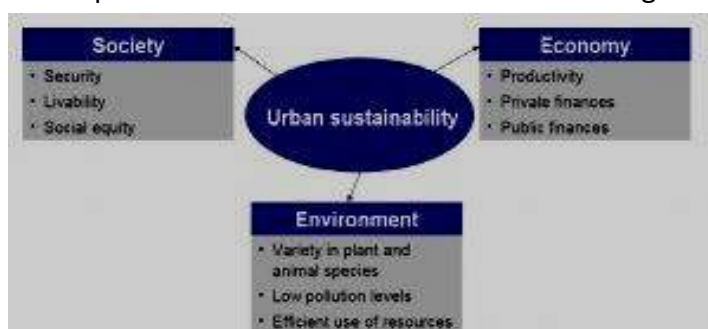 Society
• Security
• Livability
• Social equity
Urban sustainability
Economy
• Productivity
• Private finances
• Public finances
Environment
• Variety in plant and
animal species
• Low pollution levels
• Efficient use of resources